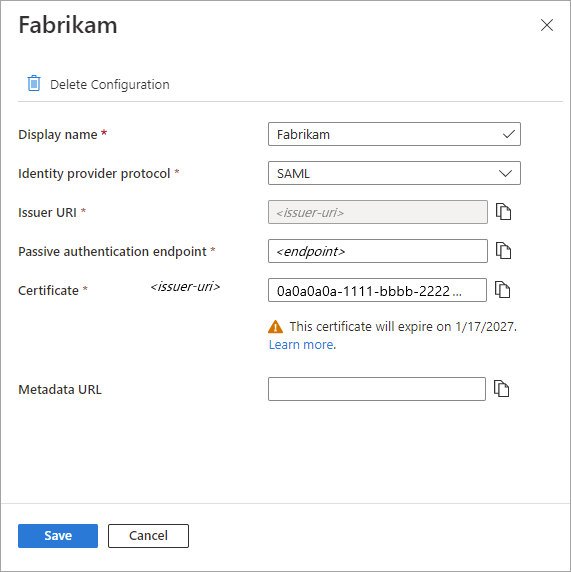 Fabrikam
Delete Configuration
Display name * Fabrikam
Identity provider protocol * SAML
Issuer URI * <issuer-uri>
Passive authentication endpoint * <endpoint>
Certificate * <issuer-uri> 0a0a0a0a-1111-bbbb-2222 ...
This certificate will expire on 1/17/2027.
Learn more.
Metadata URL
Save Cancel